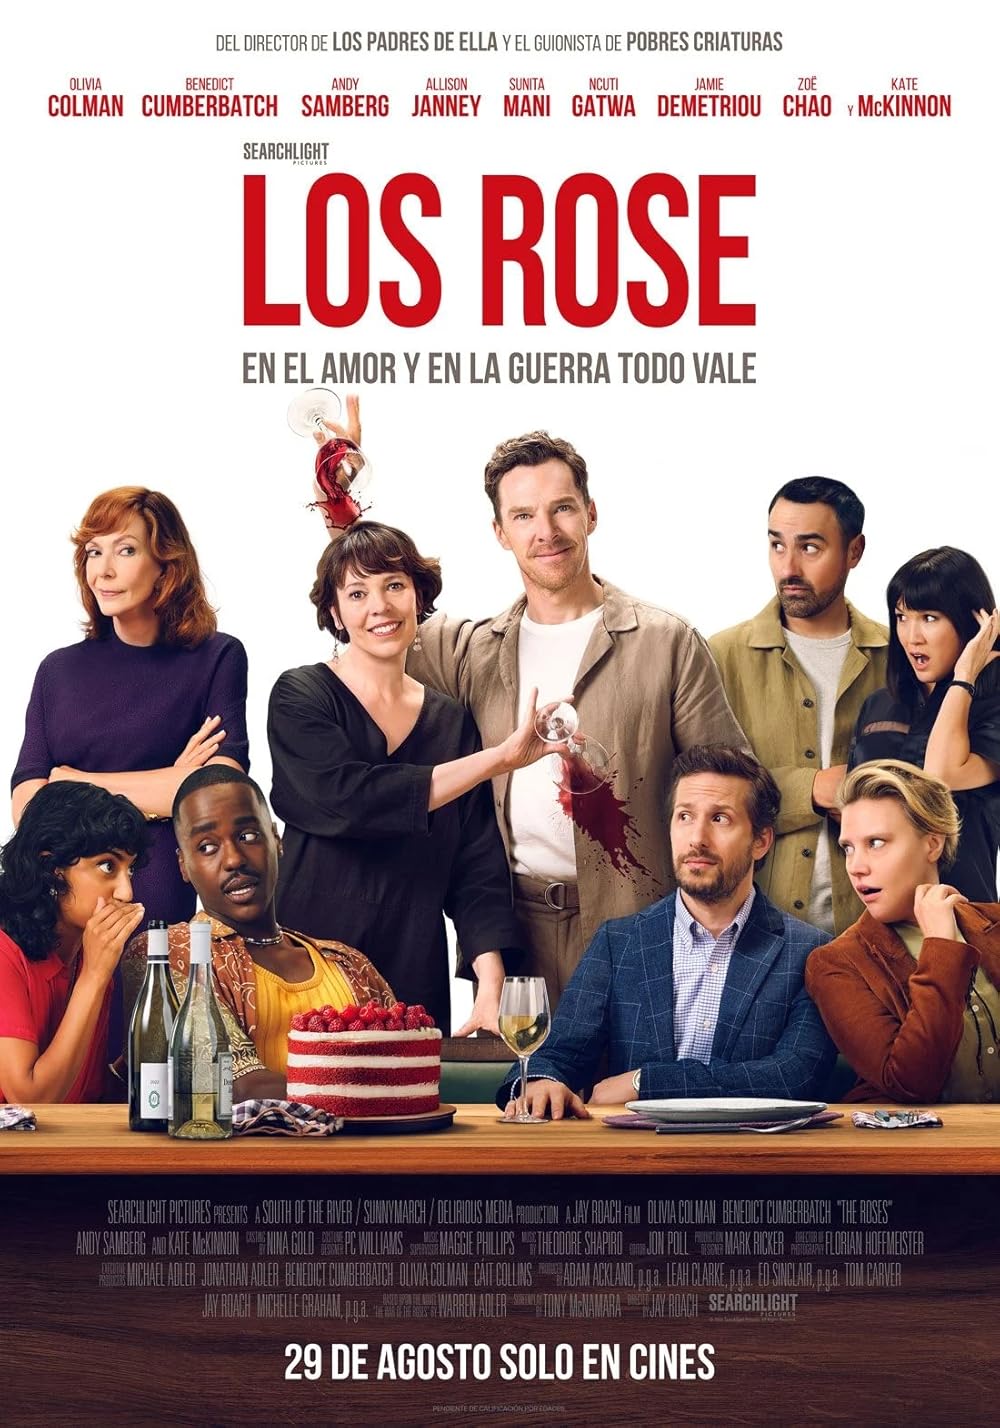 DEL DIRECTOR DE LOS PADRES DE ELLA Y EL GUIONISTA DE POBRES CRIATURAS
OLIVIA COLMAN BENEDICT CUMBERBATCH ANDY SAMBERG ALLISON JANNEY SUNITA MANI NCUTI GATWA JAMIE DEMETRIOU ZOË CHAO Y KATE McKINNON
SEARCHLIGHT
PICTURES
LOS ROSE
EN EL AMOR Y EN LA GUERRA TODO VALE
2022
SEARCHLIGHT PICTURES PRESENTS A SOUTH OF THE RIVER / SUNNYMARCH / DELIRIOUS MEDIA PRODUCTION A JAY ROACH FILM OLIVIA COLMAN BENEDICT CUMBERBATCH "THE ROSES"
ANDY SAMBERG AND KATE McKINNON CASTING BY NINA GOLD COSTUME DESIGNER PC WILLIAMS MUSIC SUPERVISOR MAGGIE PHILLIPS MUSIC BY THEODORE SHAPIRO EDITOR JON POLL PRODUCTION DESIGNER MARK RICKER DIRECTOR OF PHOTOGRAPHY FLORIAN HOFFMEISTER
EXECUTIVE PRODUCERS MICHAEL ADLER JONATHAN ADLER BENEDICT CUMBERBATCH OLIVIA COLMAN CÁIT COLLINS PRODUCED BY ADAM ACKLAND, p.g.a. LEAH CLARKE, p.g.a. ED SINCLAIR, p.g.a. TOM CARVER
JAY ROACH MICHELLE GRAHAM, p.g.a. BASED UPON THE NOVEL "THE WAR OF THE ROSES" BY WARREN ADLER SCREENPLAY BY TONY McNAMARA DIRECTED BY JAY ROACH SEARCHLIGHT
PICTURES
29 DE AGOSTO SOLO EN CINES
PENDIENTE DE CALIFICACIÓN POR EDADES.